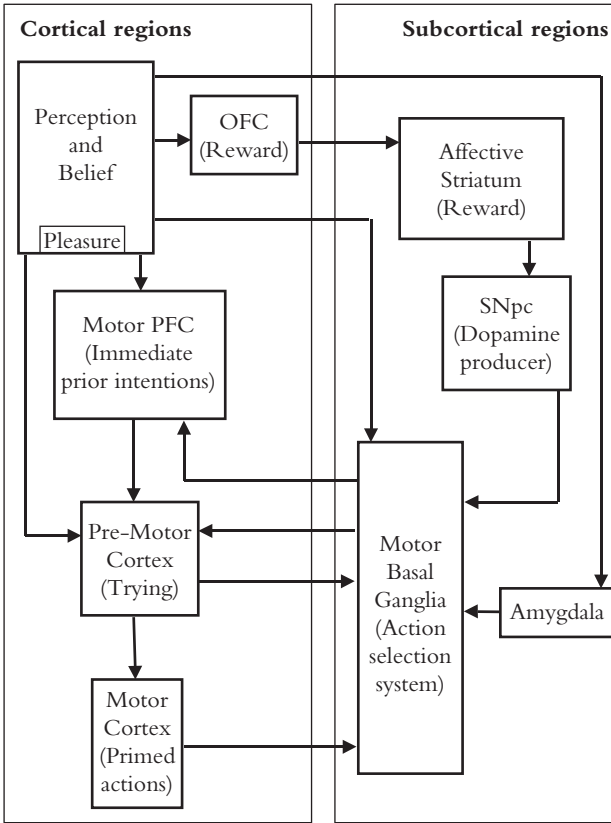 Cortical regions
Subcortical regions
Perception
and
Belief
Pleasure
OFC
(Reward)
Affective
Striatum
(Reward)
SNpc
(Dopamine
producer)
Motor PFC
(Immediate
prior intentions)
Pre-Motor
Cortex
(Trying)
Motor
Basal
Ganglia
(Action
selection
system)
Amygdala
Motor
Cortex
(Primed
actions)